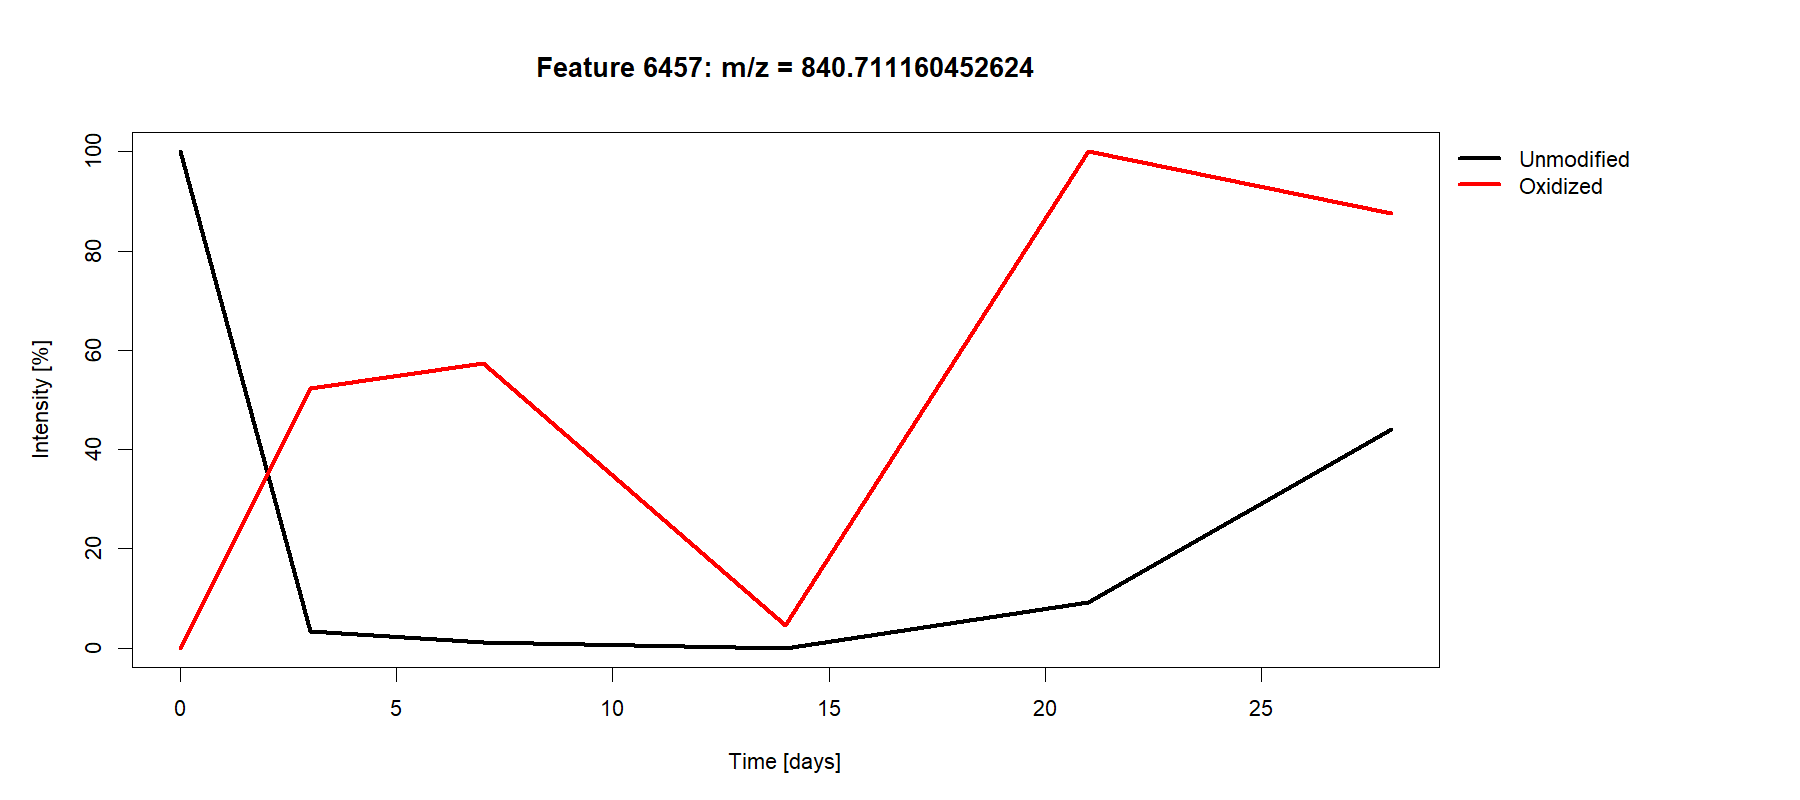 Feature 6457: m/z = 840.711160452624
Unmodified
Oxidized
Intensity [%]
100
80
60
40
20
0
0 5 10 15 20 25
Time [days]